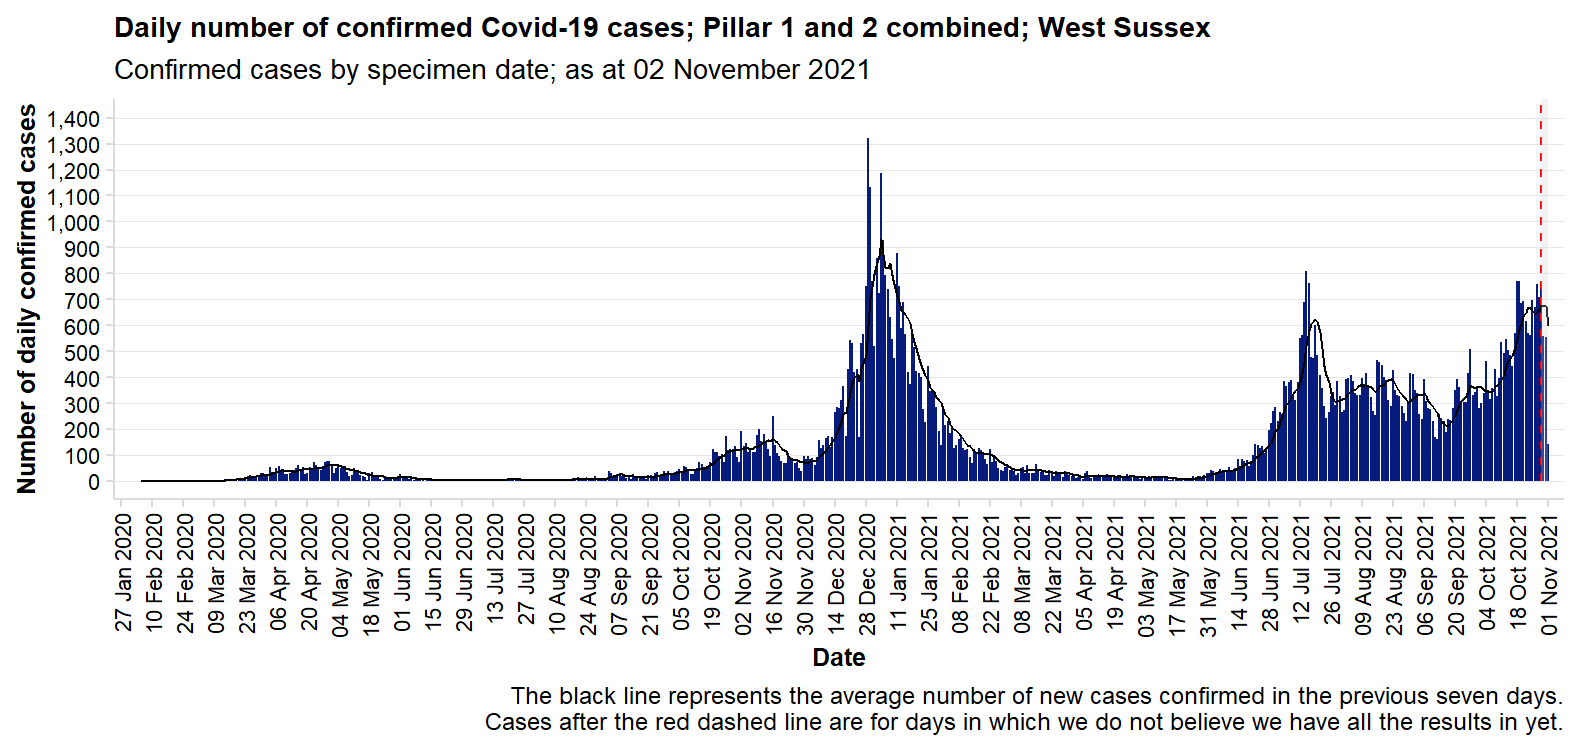 Daily number of confirmed Covid-19 cases; Pillar 1 and 2 combined; West Sussex
Confirmed cases by specimen date; as at 02 November 2021
Number of daily confirmed cases
1,400
1,300
1,200
1,100
1,000
900
800
700
600
500
400
300
200
100
0
27 Jan 2020
10 Feb 2020
24 Feb 2020
09 Mar 2020
23 Mar 2020
06 Apr 2020
20 Apr 2020
04 May 2020
18 May 2020
01 Jun 2020
15 Jun 2020
29 Jun 2020
13 Jul 2020
27 Jul 2020
10 Aug 2020
24 Aug 2020
07 Sep 2020
21 Sep 2020
05 Oct 2020
19 Oct 2020
02 Nov 2020
16 Nov 2020
30 Nov 2020
14 Dec 2020
28 Dec 2020
11 Jan 2021
25 Jan 2021
08 Feb 2021
22 Feb 2021
08 Mar 2021
22 Mar 2021
05 Apr 2021
19 Apr 2021
03 May 2021
17 May 2021
31 May 2021
14 Jun 2021
28 Jun 2021
12 Jul 2021
26 Jul 2021
09 Aug 2021
23 Aug 2021
06 Sep 2021
20 Sep 2021
04 Oct 2021
18 Oct 2021
01 Nov 2021
Date
The black line represents the average number of new cases confirmed in the previous seven days.
Cases after the red dashed line are for days in which we do not believe we have all the results in yet.